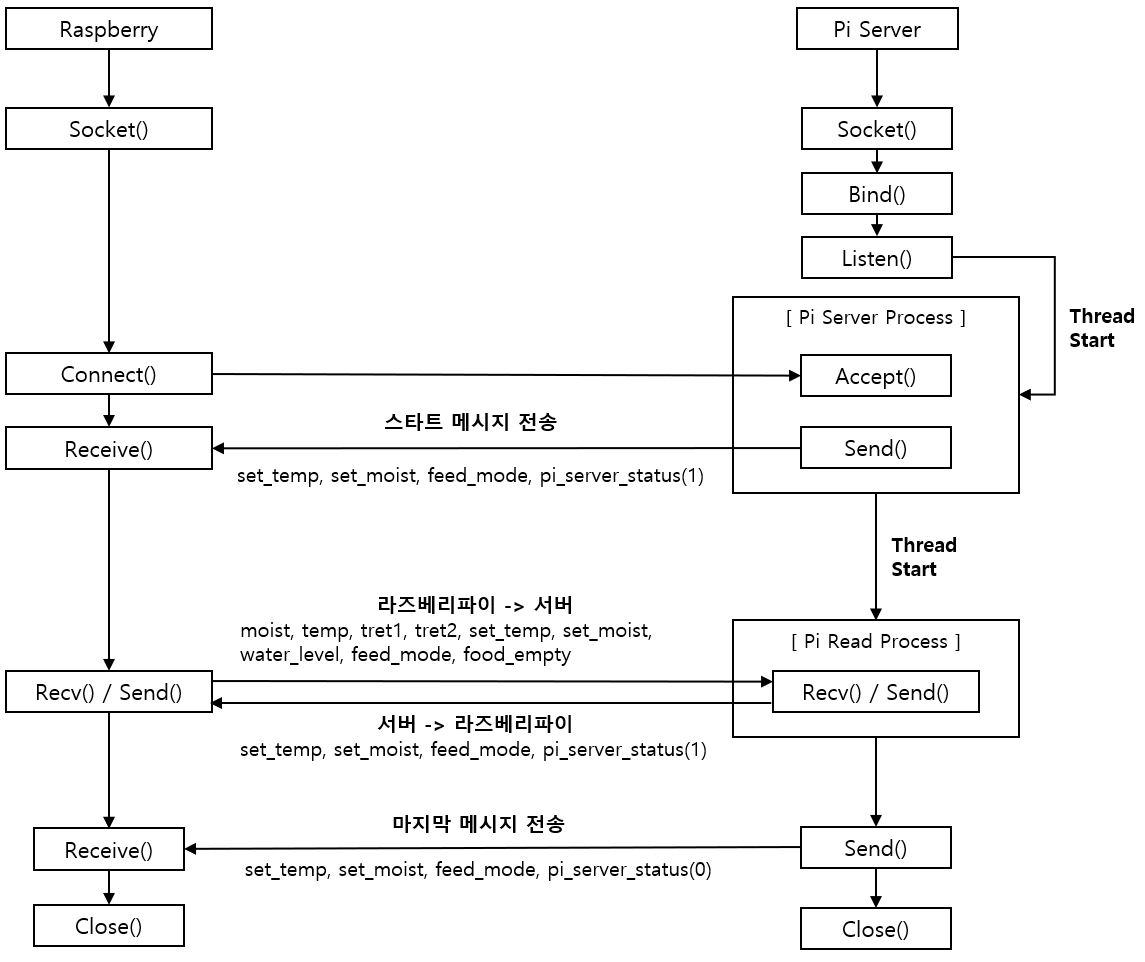 Raspberry
Pi Server
Socket()
Socket()
Bind()
Listen()
Thread
Start
[ Pi Server Process ]
Connect()
Accept()
스타트 메시지 전송
Receive()
Send()
set_temp, set_moist, feed_mode, pi_server_status(1)
Thread
Start
라즈베리파이 -> 서버
moist, temp, tret1, tret2, set_temp, set_moist,
water_level, feed_mode, food_empty
[ Pi Read Process ]
Recv() / Send()
Recv() / Send()
서버 -> 라즈베리파이
set_temp, set_moist, feed_mode, pi_server_status(1)
마지막 메시지 전송
Receive()
Send()
set_temp, set_moist, feed_mode, pi_server_status(0)
Close()
Close()